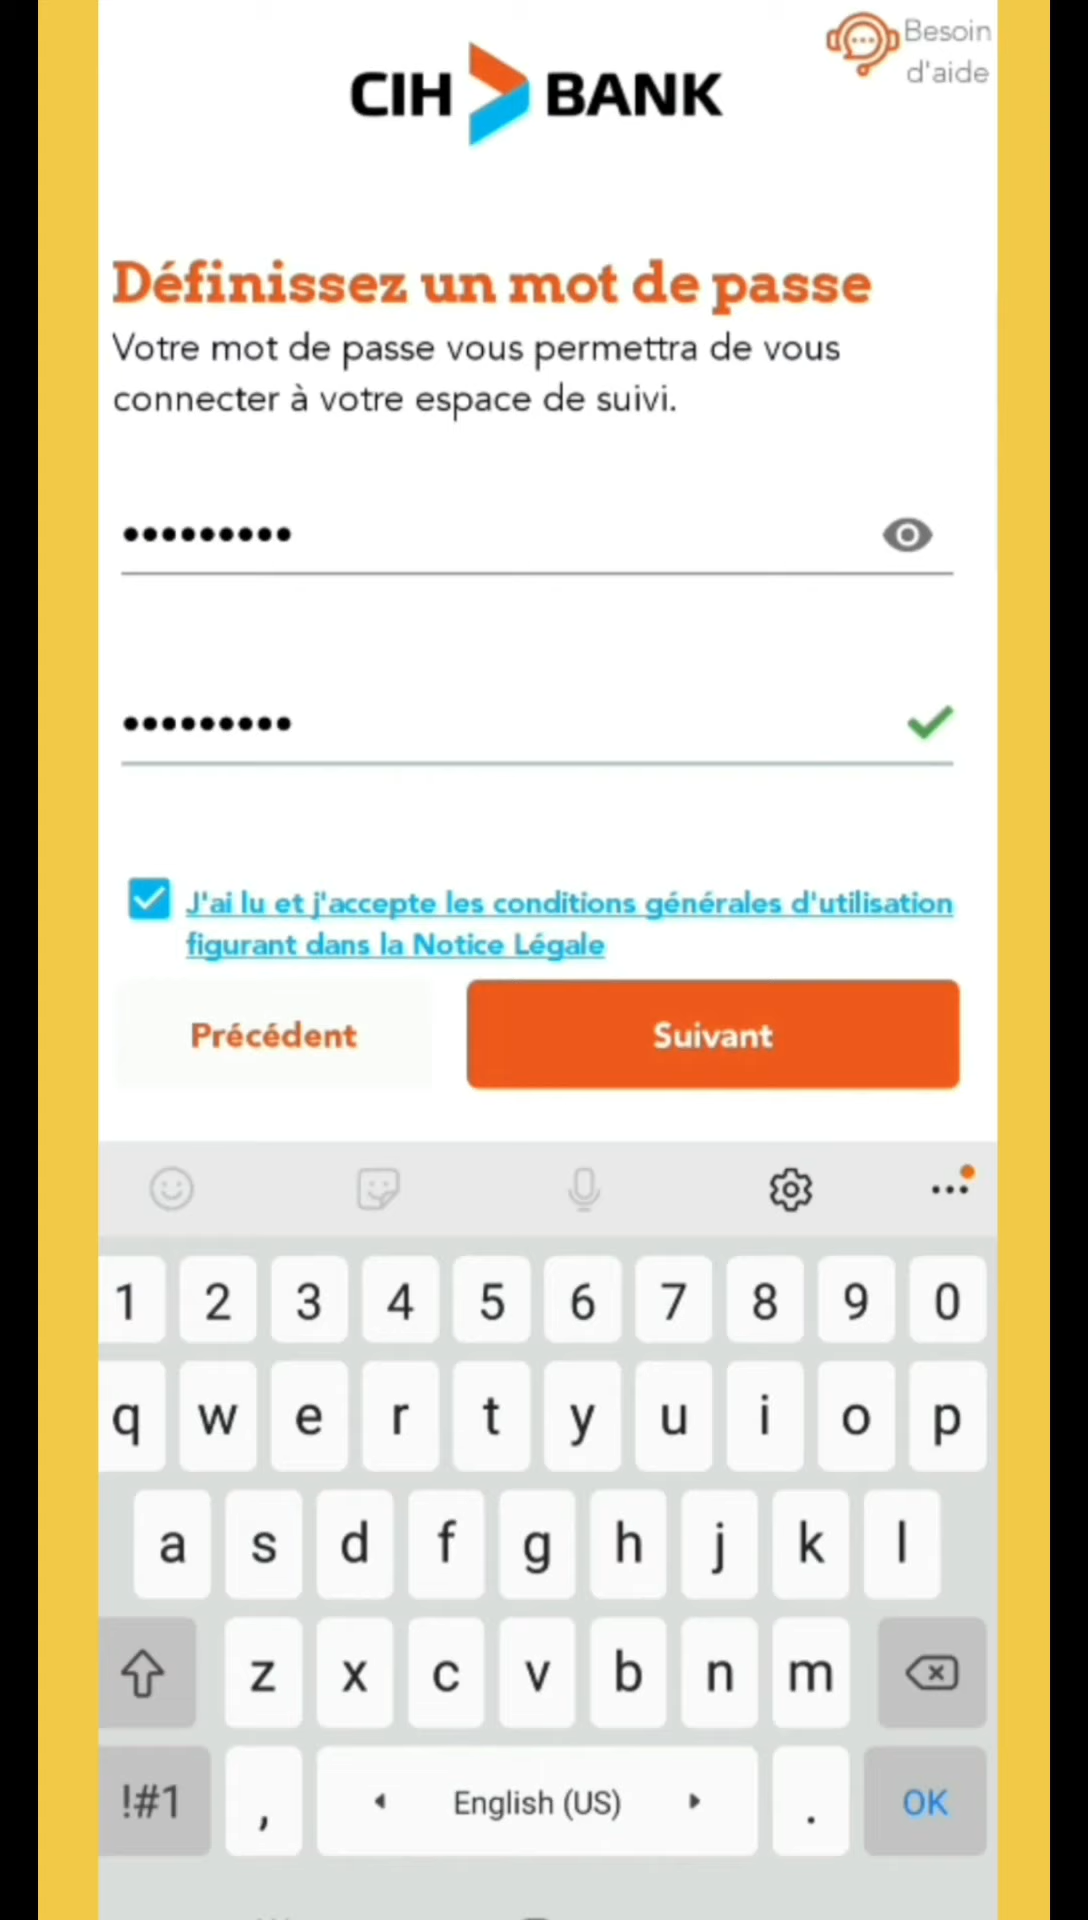 Besoin
d'aide
CIH BANK
Définissez un mot de passe
Votre mot de passe vous permettra de vous
connecter à votre espace de suivi.
•••••••••
•••••••••
J'ai lu et j'accepte les conditions générales d'utilisation
figurant dans la Notice Légale
Précédent Suivant
1 2 3 4 5 6 7 8 9 0
q w e r t y u i o p
a s d f g h j k l
z x c v b n m
!#1 , English (US) . OK